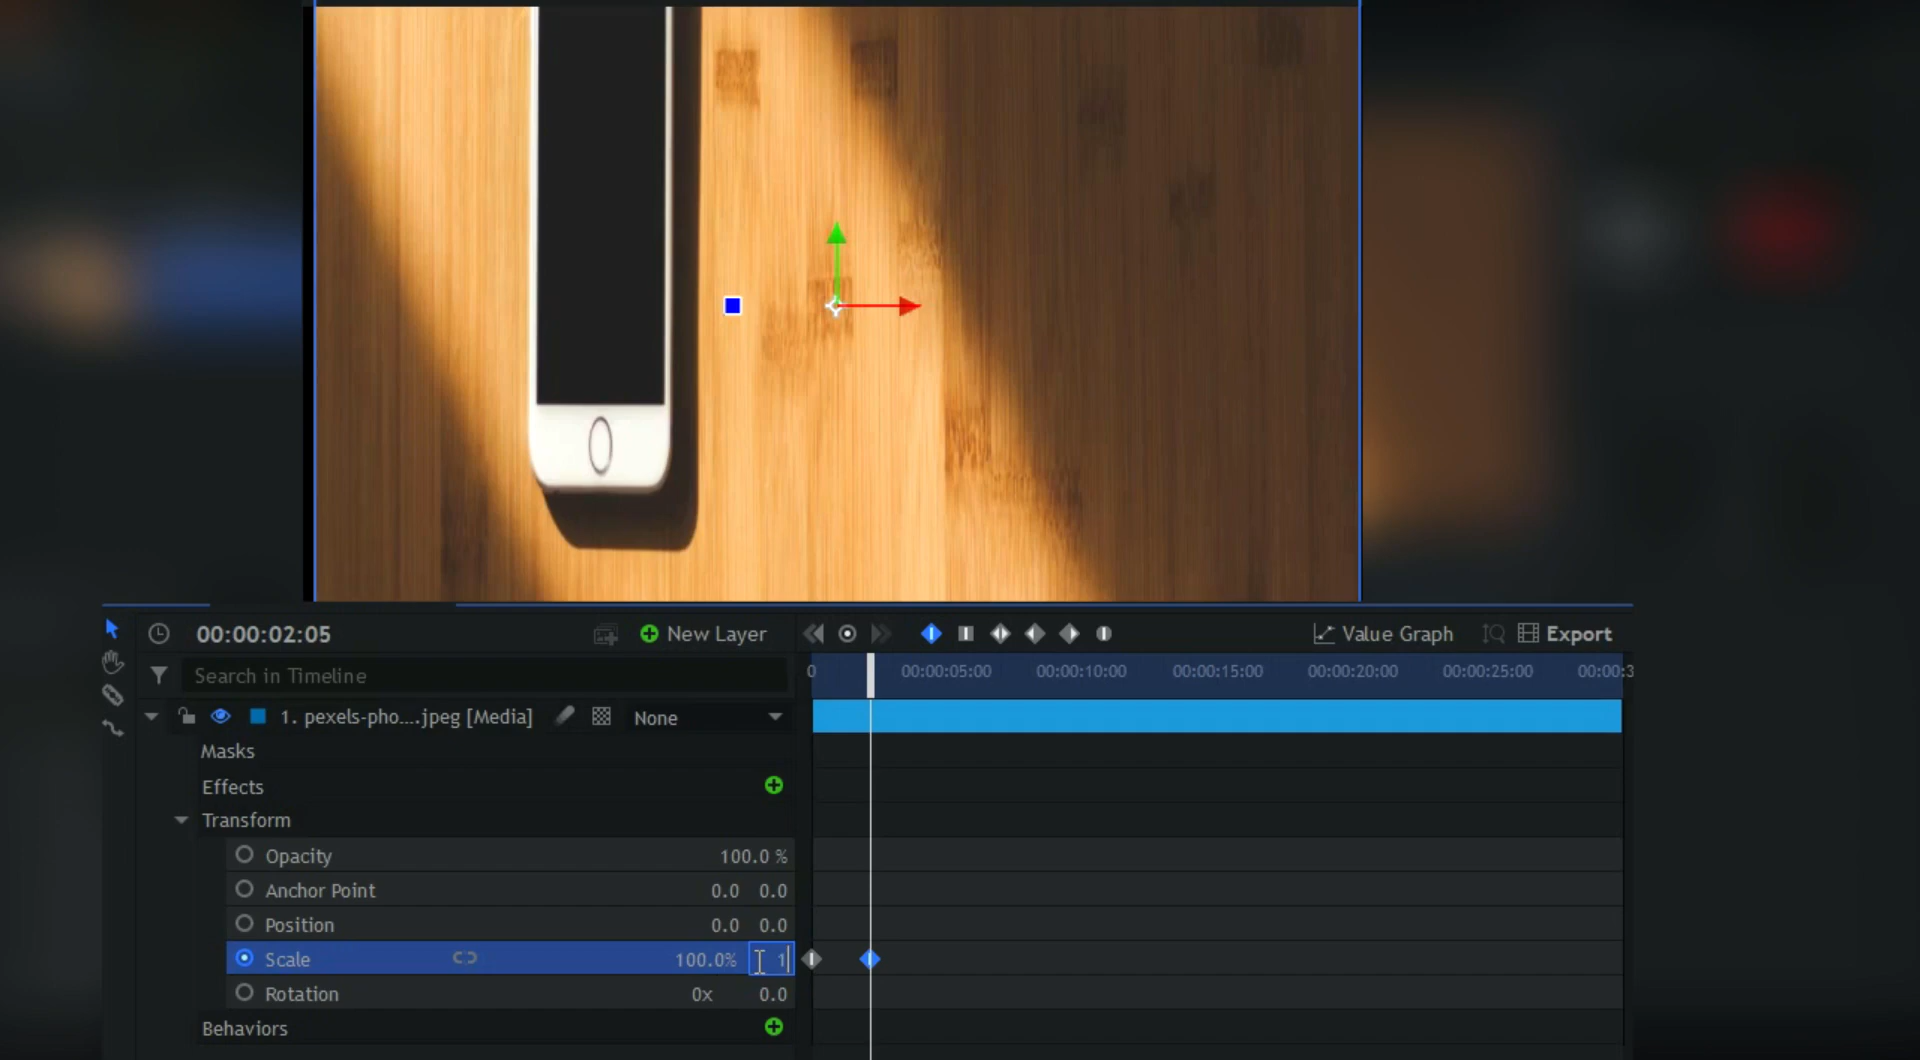 00:00:02:05 New Layer Value Graph Export
Search in Timeline 0 00:00:05:00 00:00:10:00 00:00:15:00 00:00:20:00 00:00:25:00 00:00:3
1. pexels-pho....jpeg [Media] None
Masks
Effects
Transform
Opacity 100.0 %
Anchor Point 0.0 0.0
Position 0.0 0.0
Scale 100.0% 1
Rotation 0x 0.0
Behaviors